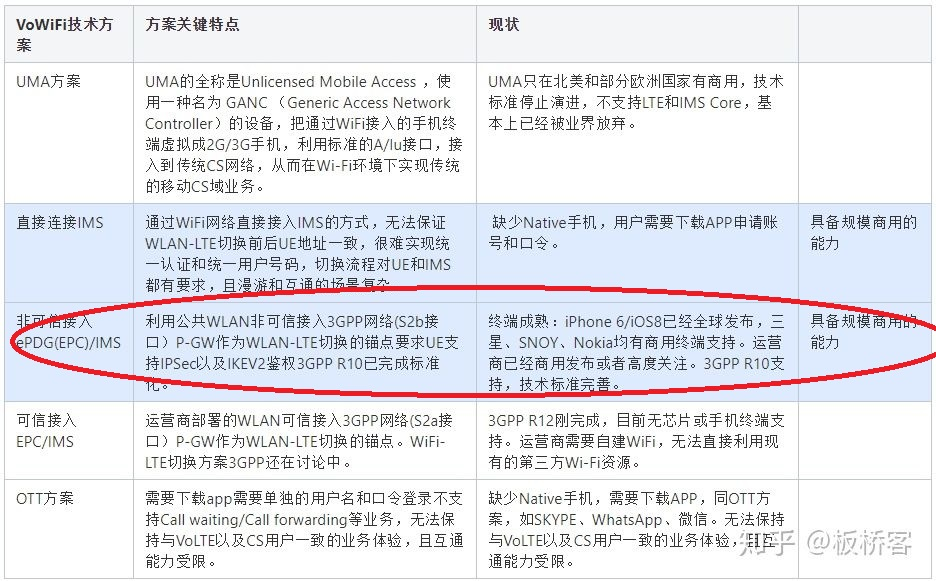 VoWiFi技术方
案
方案关键特点
现状
UMA方案
UMA的全称是Unlicensed Mobile Access ，使
用一种名为 GANC （Generic Access Network
Controller）的设备，把通过WiFi接入的手机终
端虚拟成2G/3G手机，利用标准的A/Iu接口，接
入到传统CS网络，从而在Wi-Fi环境下实现传统
的移动CS域业务。
UMA只在北美和部分欧洲国家有商用，技术
标准停止演进，不支持LTE和IMS Core，基
本上已经被业界放弃。
直接连接IMS
通过WiFi网络直接接入IMS的方式，无法保证
WLAN-LTE切换前后UE地址一致，很难实现统
一认证和统一用户号码，切换流程对UE和IMS
都有要求，且漫游和互通的场景复杂
缺少Native手机，用户需要下载APP申请账
号和口令。
具备规模商用的
能力
非可信接入
ePDG(EPC)/IMS
利用公共WLAN非可信接入3GPP网络(S2b接
口）P-GW作为WLAN-LTE切换的锚点要求UE支
持IPSec以及IKEV2鉴权3GPP R10已完成标准
化。
终端成熟：iPhone 6/iOS8已经全球发布，三
星、SNOY、Nokia均有商用终端支持。运营
商已经商用发布或者高度关注。3GPP R10支
持，技术标准完善。
具备规模商用的
能力
可信接入
EPC/IMS
运营商部署的WLAN可信接入3GPP网络(S2a接
口）P-GW作为WLAN-LTE切换的锚点。WiFi-
LTE切换方案3GPP还在讨论中。
3GPP R12刚完成，目前无芯片或手机终端支
持。运营商需要自建WiFi，无法直接利用现
有的第三方Wi-Fi资源。
OTT方案
需要下载app需要单独的用户名和口令登录不支
持Call waiting/Call forwarding等业务，无法保
持与VoLTE以及CS用户一致的业务体验，且互通
能力受限。
缺少Native手机，需要下载APP，同OTT方
案，如SKYPE、WhatsApp、微信。无法保持
与VoLTE以及CS用户一致的业务体验，且互通
能力受限。
知乎 @板桥客